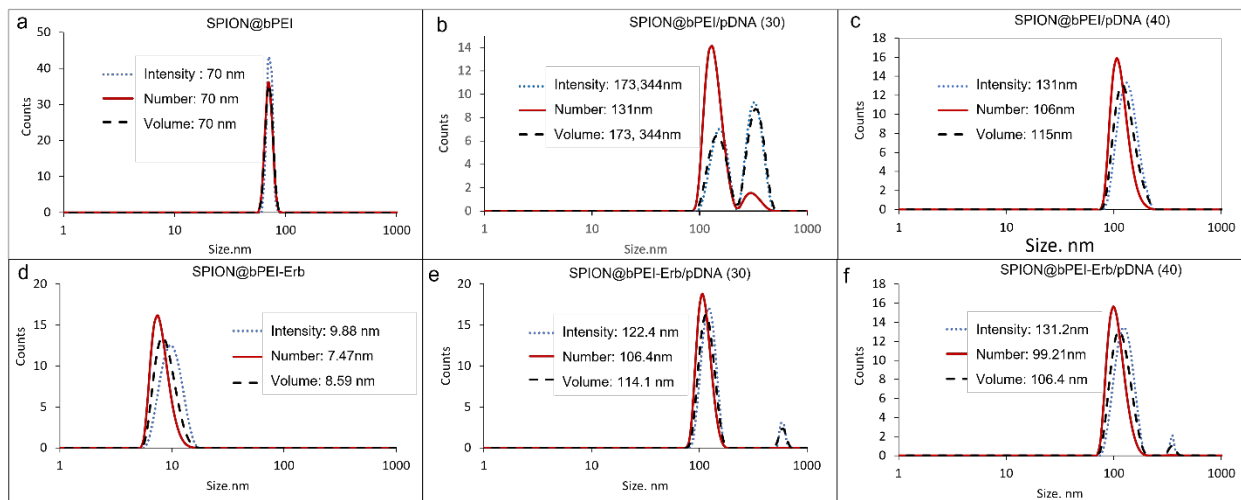 a
SPION@bPEI
50
40
30
20
10
0
Counts
Intensity : 70 nm
Number: 70 nm
Volume: 70 nm
1
10
100
1000
Size.nm
b
SPION@bPEI/pDNA (30)
14
12
10
8
6
4
2
0
Counts
Intensity: 173,344nm
Number: 131nm
Volume: 173, 344nm
1
10
100
1000
Size.nm
c
SPION@bPEI/pDNA (40)
18
16
14
12
10
8
6
4
2
0
Counts
Intensity: 131nm
Number: 106nm
Volume: 115nm
1
10
100
1000
Size. nm
d
SPION@bPEI-Erb
20
15
10
5
0
Counts
Intensity: 9.88 nm
Number: 7.47nm
Volume: 8.59 nm
1
10
100
1000
Size.nm
e
SPION@bPEI-Erb/pDNA (30)
20
15
10
5
0
Counts
Intensity: 122.4 nm
Number: 106.4nm
Volume: 114.1 nm
1
10
100
1000
Size.nm
f
SPION@bPEI-Erb/pDNA (40)
18
16
14
12
10
8
6
4
2
0
Counts
Intensity: 131.2nm
Number: 99.21nm
Volume: 106.4 nm
1
10
100
1000
Size. nm